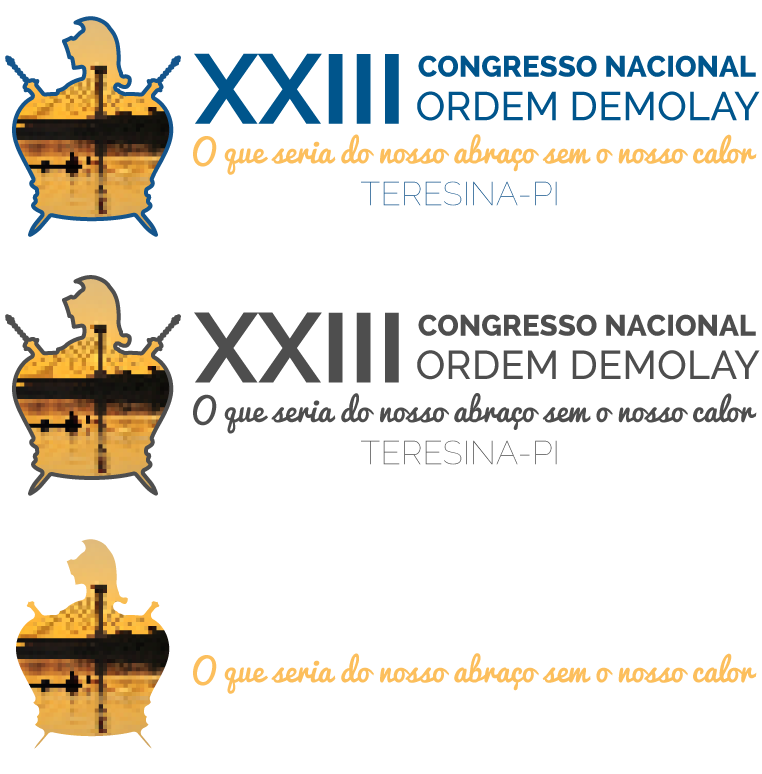 XXIII CONGRESSO NACIONAL
ORDEM DEMOLAY
O que seria do nosso abraço sem o nosso calor
TERESINA-PI
XXIII CONGRESSO NACIONAL
ORDEM DEMOLAY
O que seria do nosso abraço sem o nosso calor
TERESINA-PI
O que seria do nosso abraço sem o nosso calor